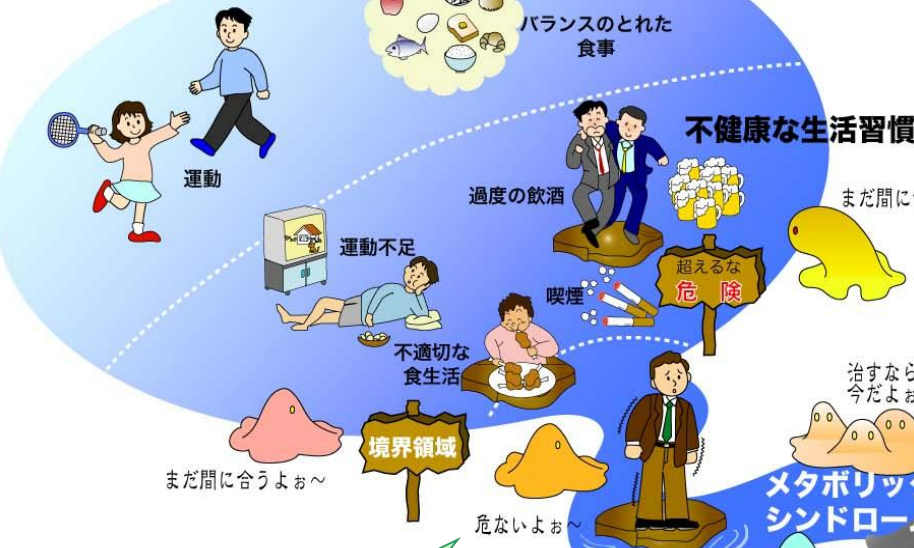 バランスのとれた
食事
不健康な生活習慣
運動
過度の飲酒
まだ間に
運動不足
超えるな
危 険
喫煙
不適切な
食生活
治すなら
今だよぉ
境界領域
まだ間に合うよぉ~
メタボリッ
シンドロー
危ないよぉ~